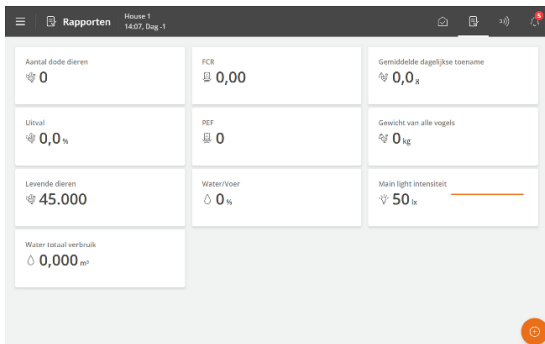 Rapporten
House 1
14:07, Dag -1
5
Aantal dode dieren
0
FCR
0,00
Gemiddelde dagelijkse toename
0,0 g
Uitval
0,0 %
PEF
0
Gewicht van alle vogels
0 kg
Levende dieren
45.000
Water/Voer
0 %
Main light intensiteit
50 lx
Water totaal verbruik
0,000 m³